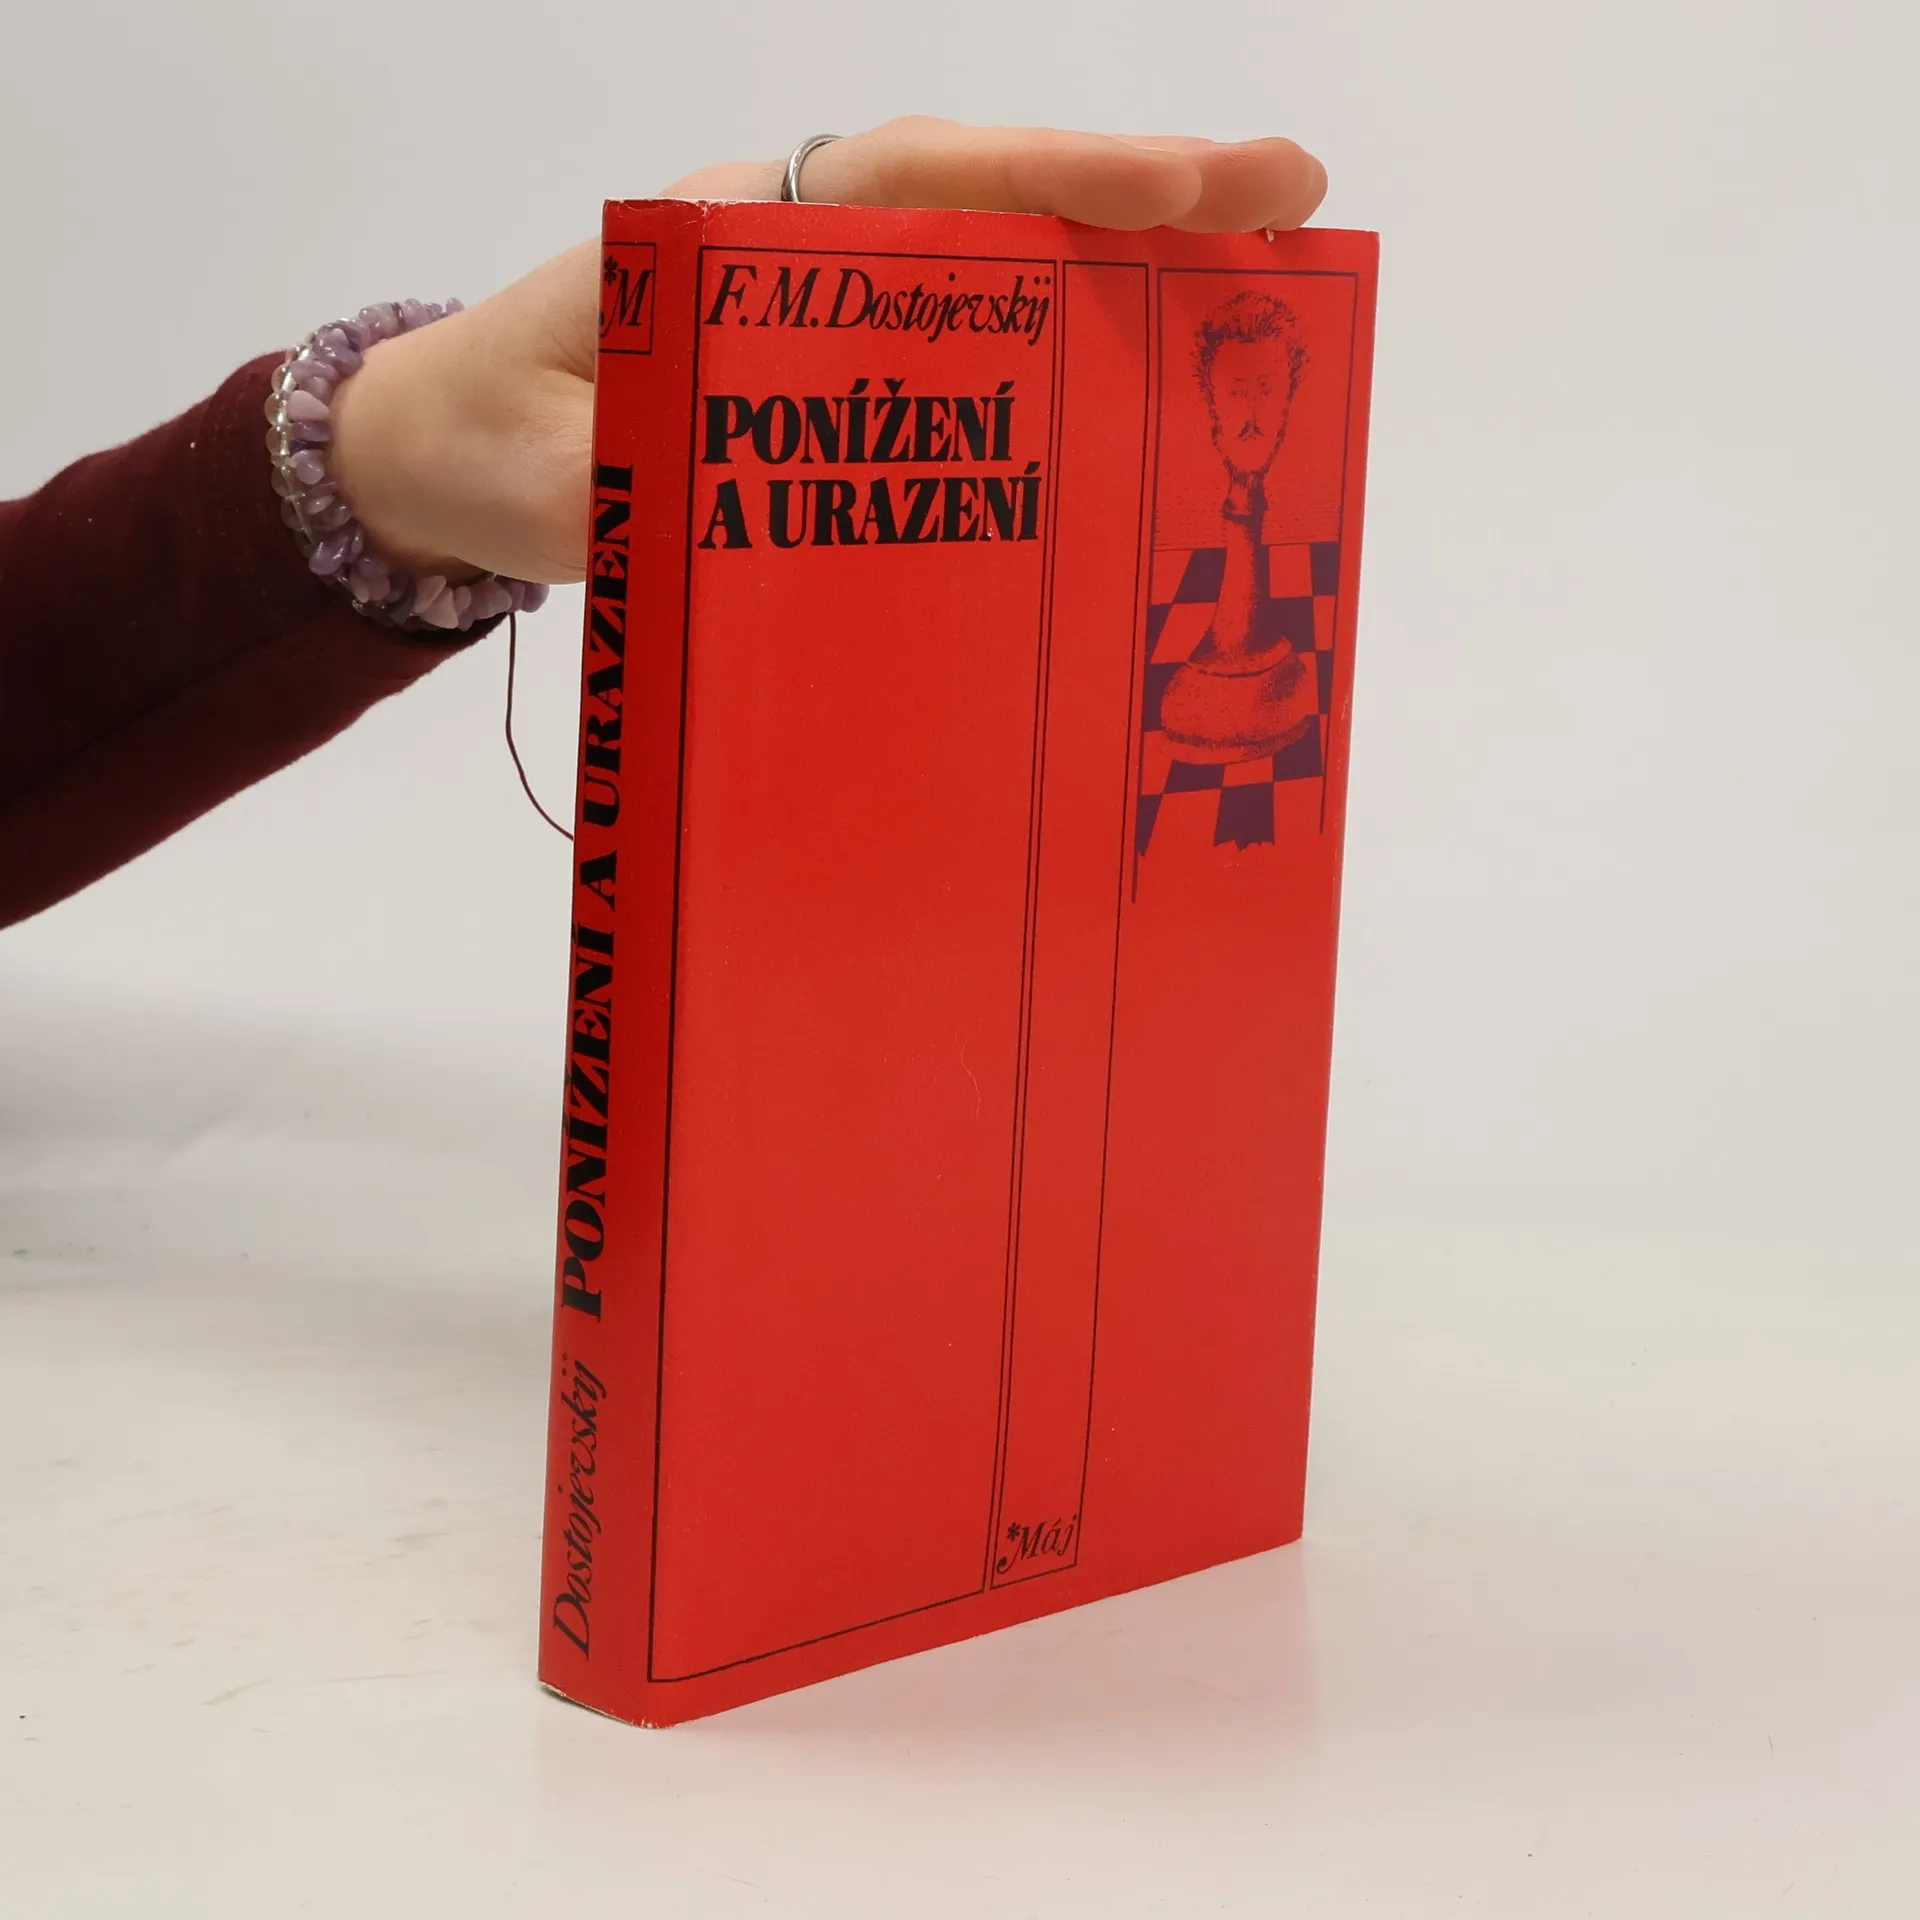 F. M. Dostojevskij
PONÍŽENÍ
A URAZENÍ
*Máj
*M
Dostojevskij PONÍŽENÍ A URAZENÍ